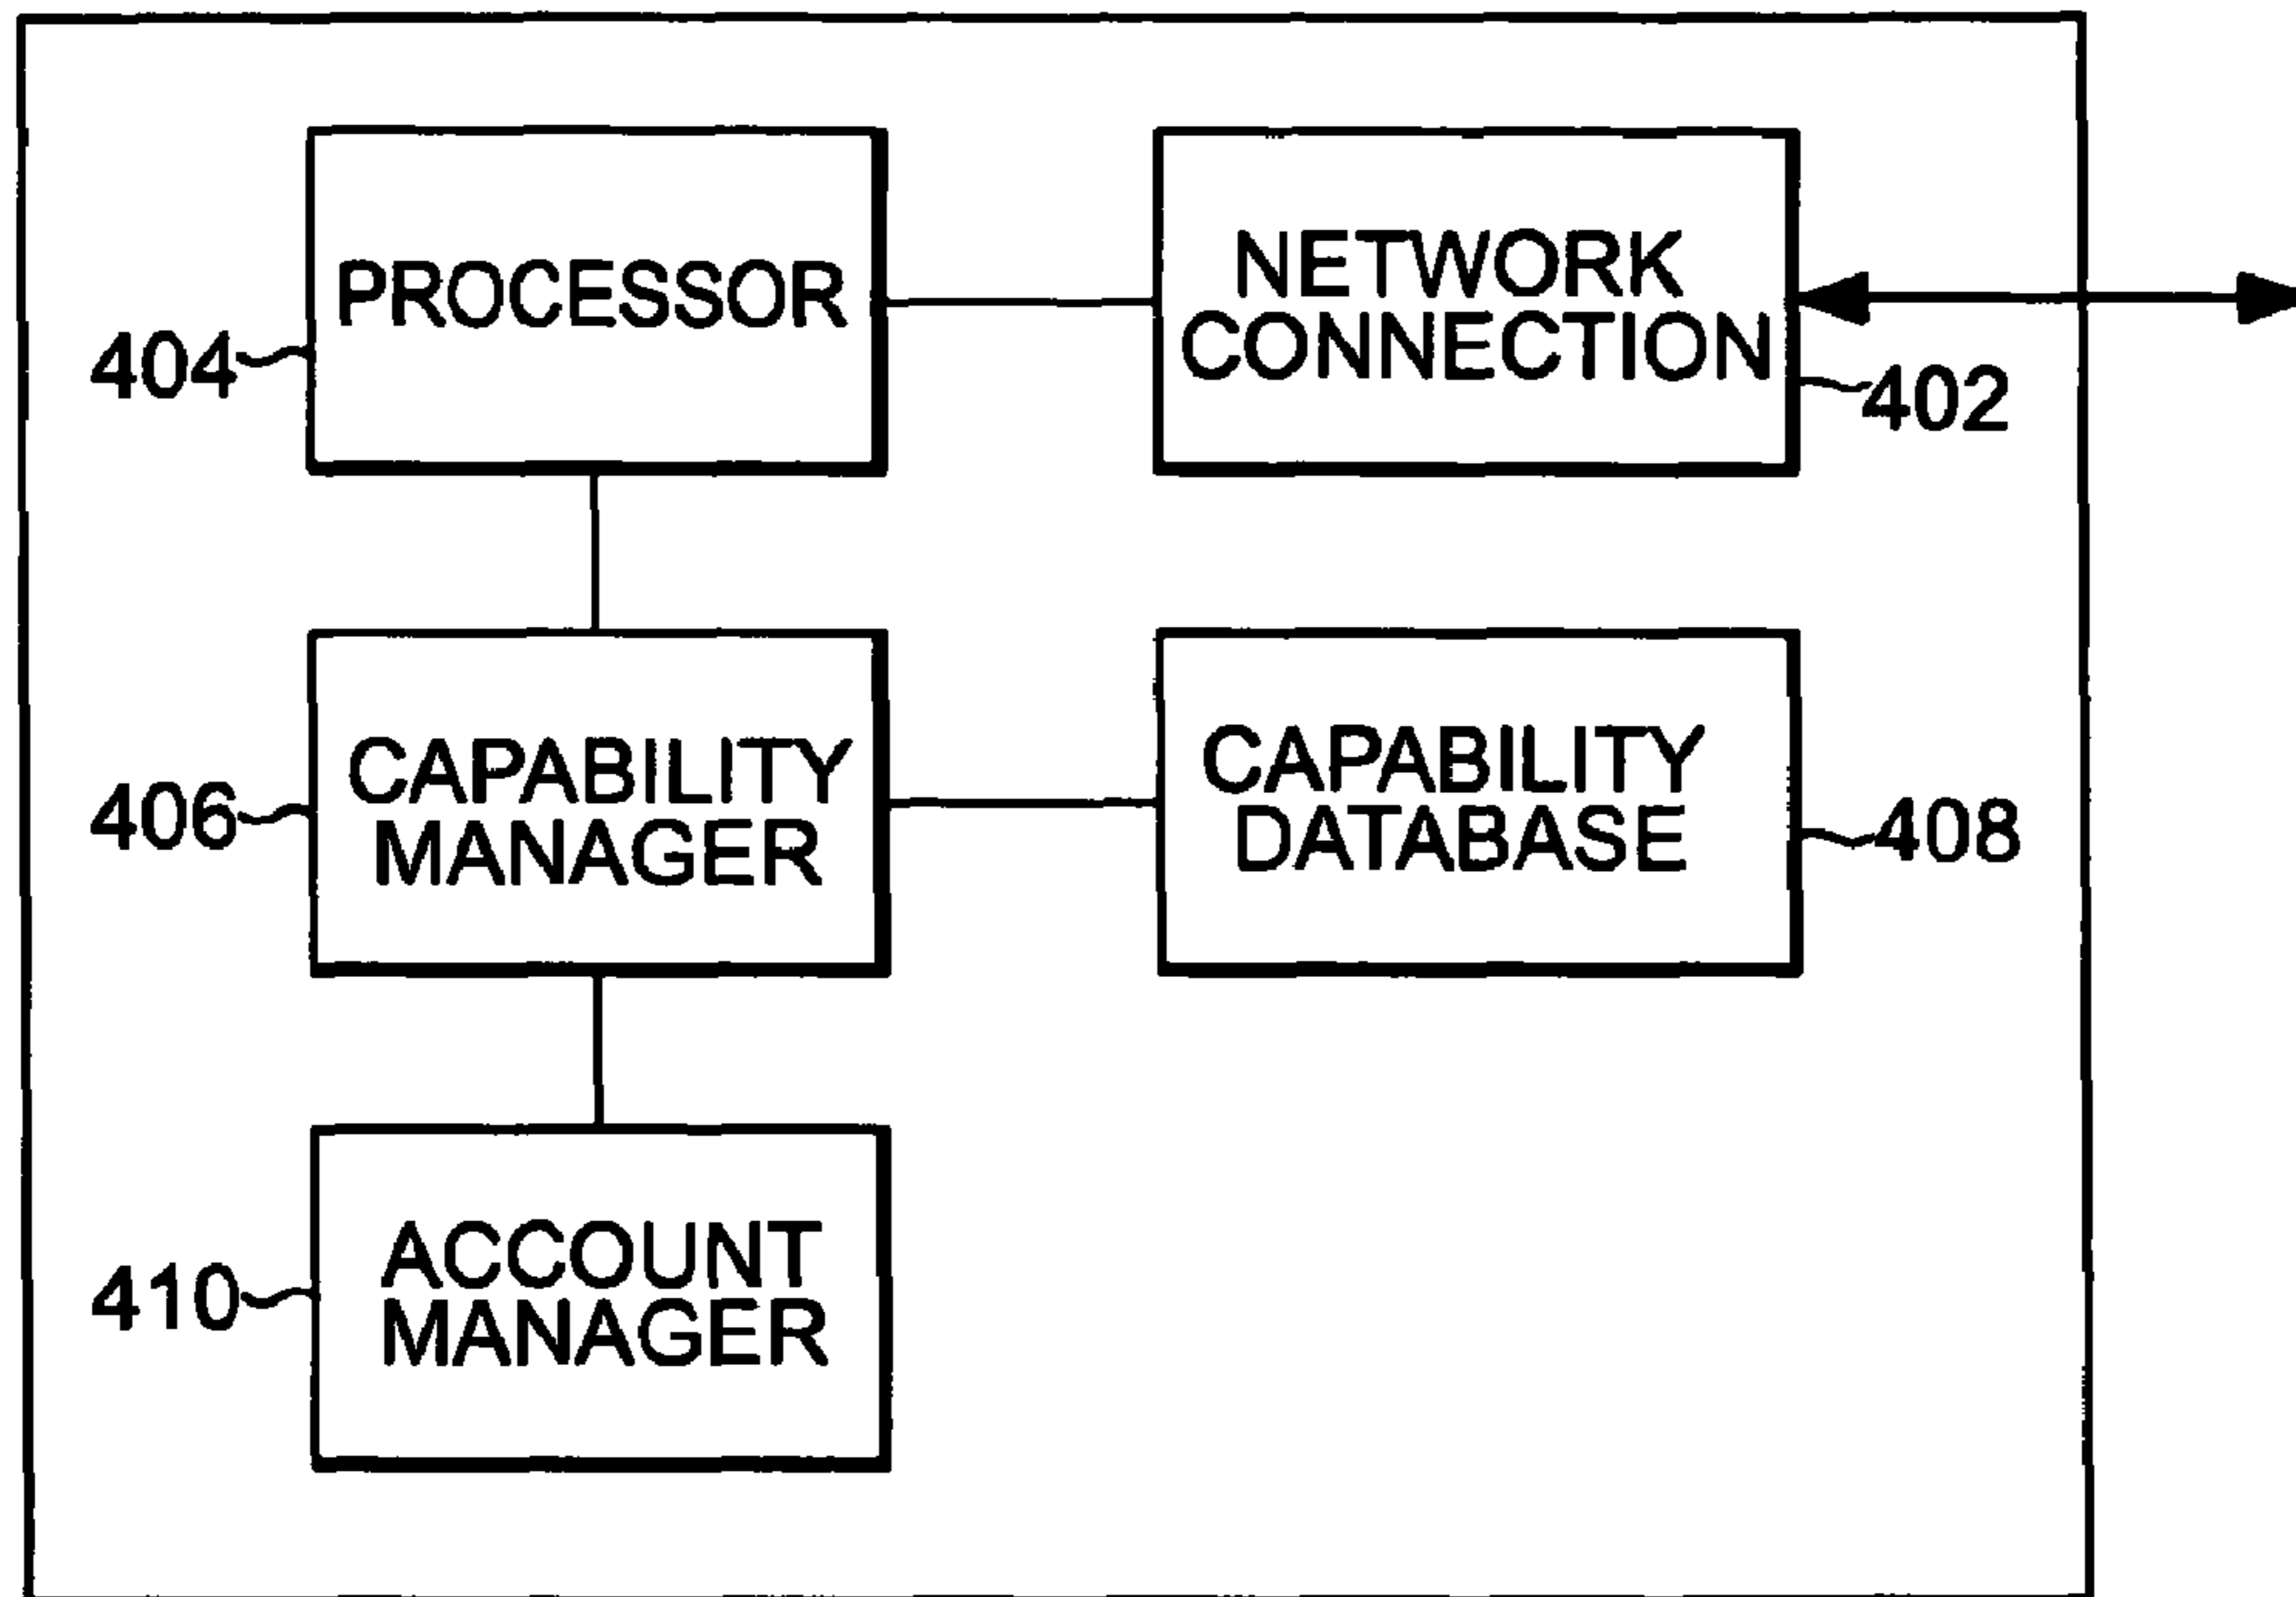 PROCESSOR
404
NETWORK
CONNECTION
402
CAPABILITY
MANAGER
406
CAPABILITY
DATABASE
408
ACCOUNT
MANAGER
410